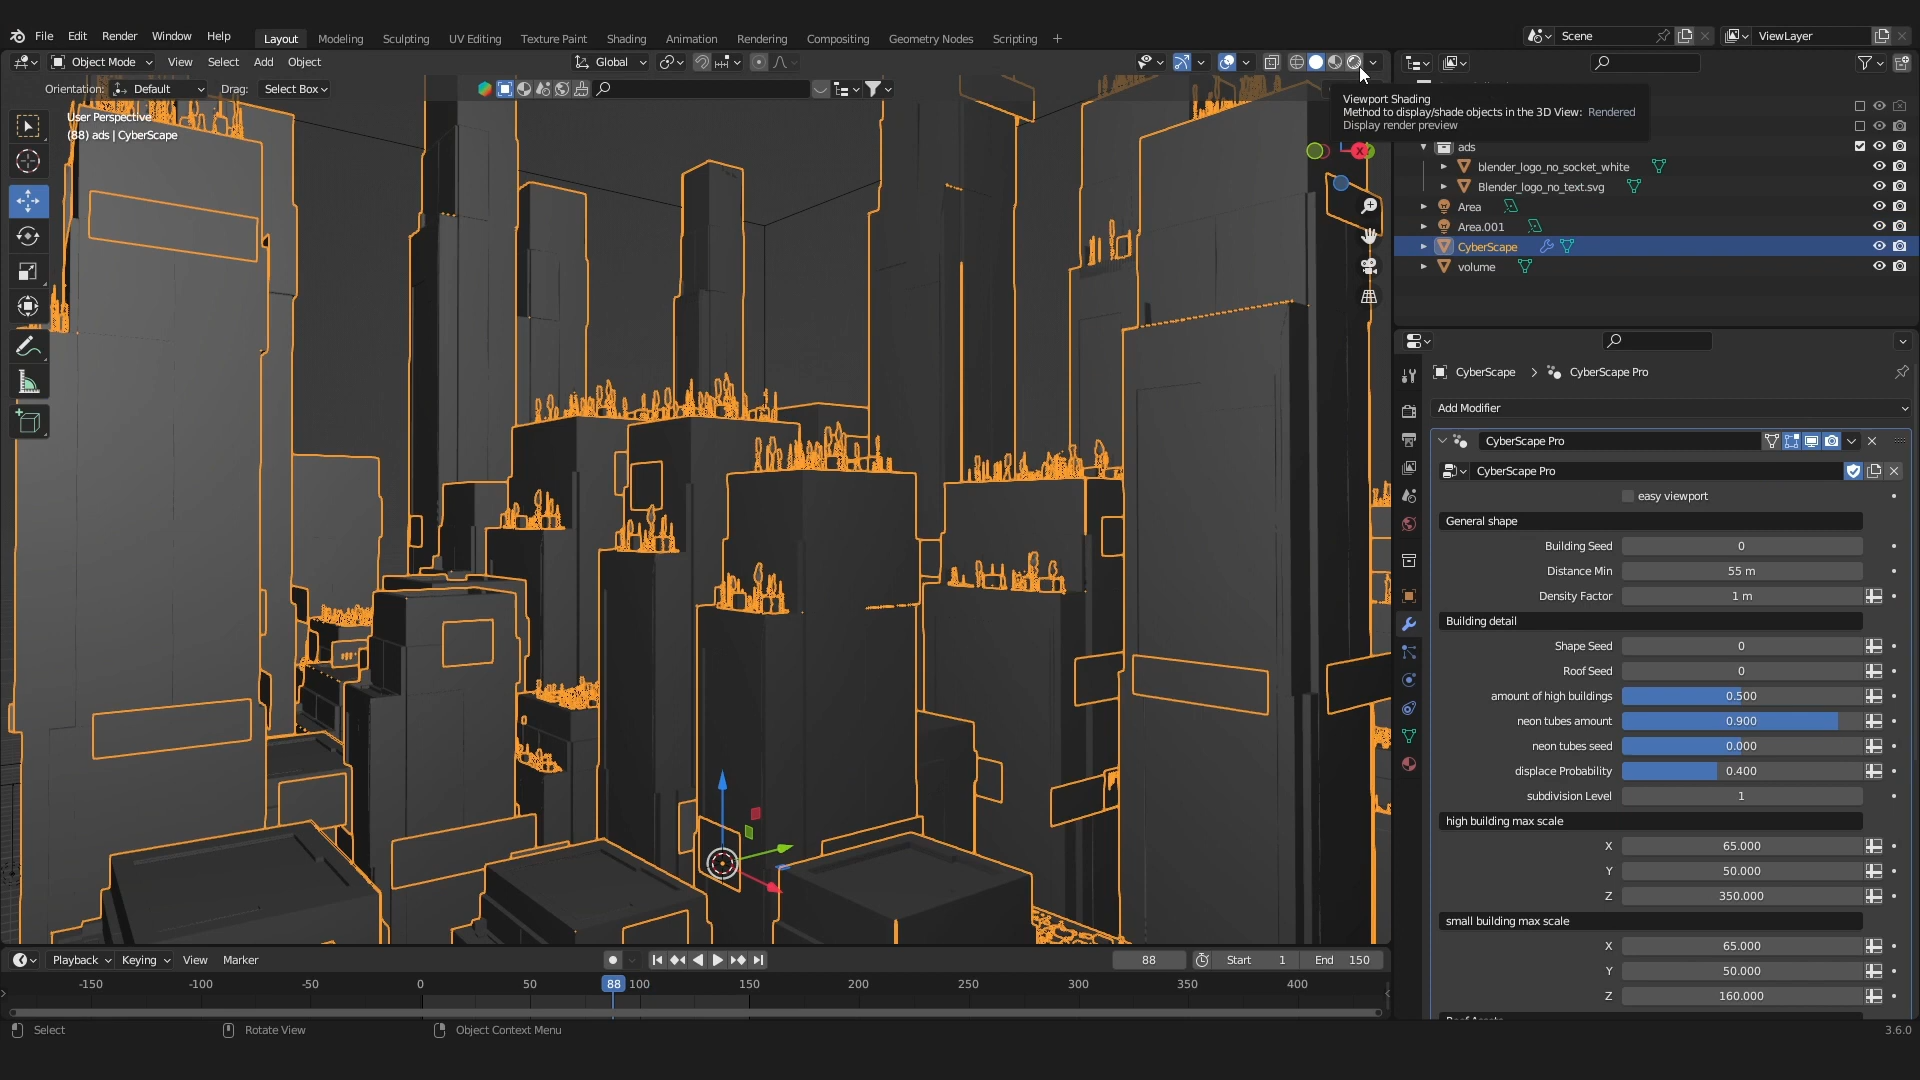 File Edit Render Window Help Layout Modeling Sculpting UV Editing Texture Paint Shading Animation Rendering Compositing Geometry Nodes Scripting + Scene ViewLayer
Object Mode View Select Add Object Global
Orientation: Default Drag: Select Box
User Perspective
(88) ads | CyberScape
Viewport Shading
Method to display/shade objects in the 3D View: Rendered
Display render preview
X
ads
blender_logo_no_socket_white
Blender_logo_no_text.svg
Area
Area.001
CyberScape
volume
CyberScape > CyberScape Pro
Add Modifier
CyberScape Pro
CyberScape Pro
easy viewport
General shape
Building Seed 0
Distance Min 55 m
Density Factor 1 m
Building detail
Shape Seed 0
Roof Seed 0
amount of high buildings 0.500
neon tubes amount 0.900
neon tubes seed 0.000
displace Probability 0.400
subdivision Level 1
high building max scale
X 65.000
Y 50.000
Z 350.000
small building max scale
X 65.000
Y 50.000
Z 160.000
Playback Keying View Marker 88 Start 1 End 150
-150 -100 -50 0 88 100 150 200 250 300 350 400
Select Rotate View Object Context Menu 3.6.0